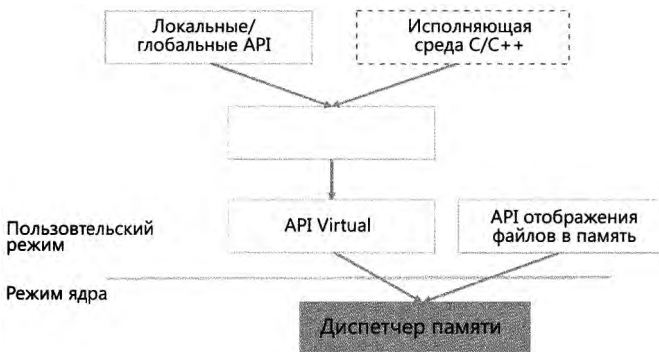 Локальные/
глобальные API
Исполняющая
среда C/C++
API Virtual
API отображения
файлов в память
Пользовтельский
режим
Режим ядра
Диспетчер памяти